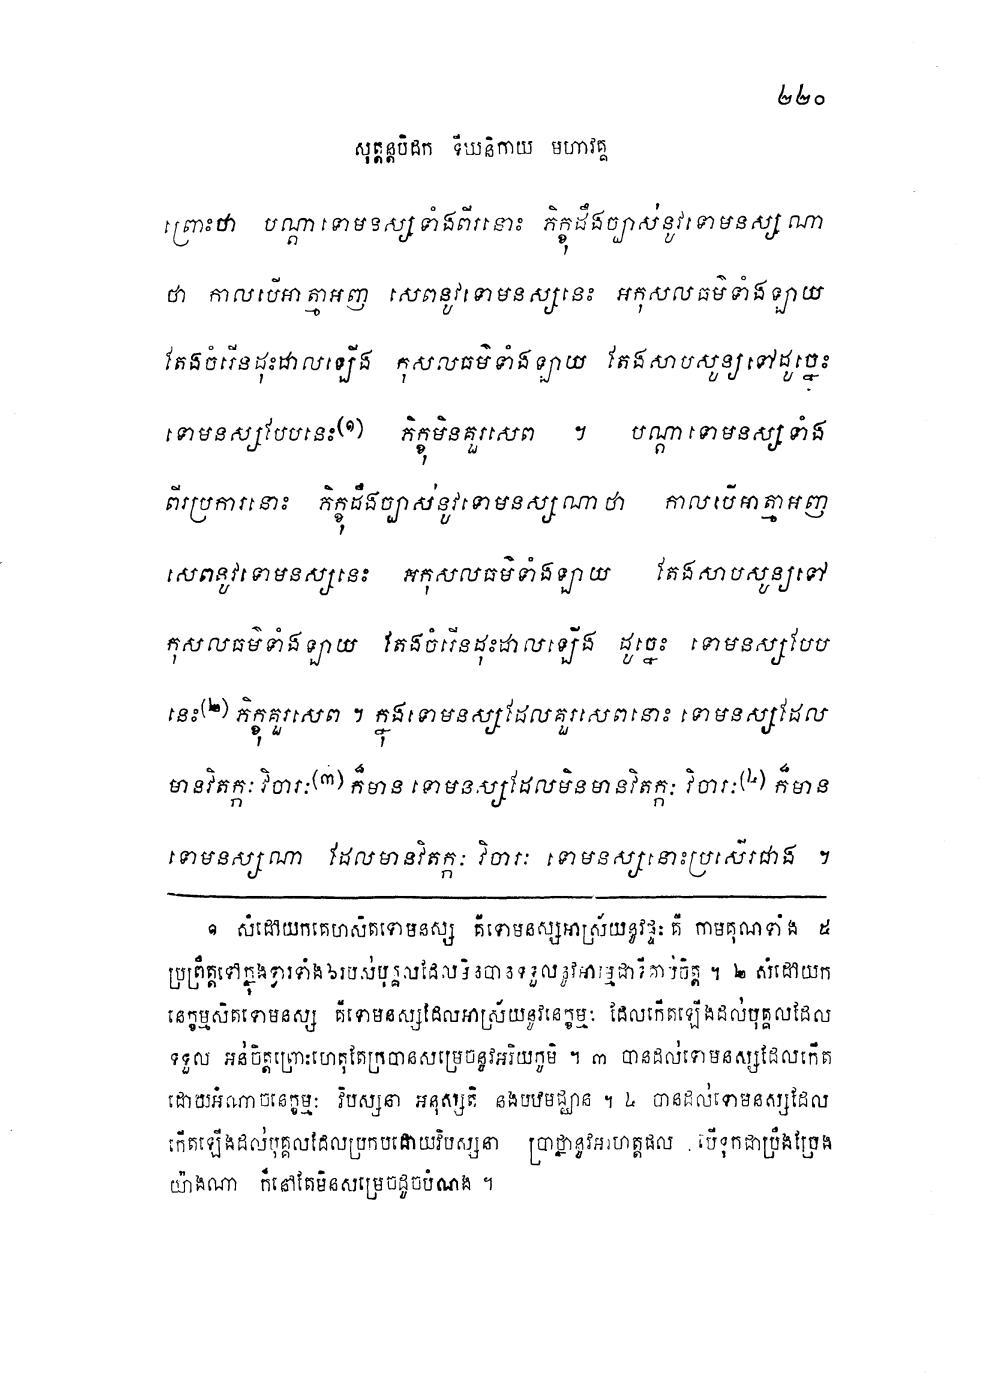 ២២០
សុត្តន្តបិដក ទីឃនិកាយ មហាវគ្គ
ព្រោះថា បណ្តាទោមនស្សទាំងពីរនោះ ភិក្ខុដឹងច្បាស់នូវទោមនស្សណា
ថា កាលបើអាត្មាអញ សេពនូវទោមនស្សនេះ អកុសលធម៌ទាំងឡាយ
តែងចំរើនដុះដាលឡើង កុសលធម៌ទាំងឡាយ តែងសាបសូន្យទៅដូច្នេះ
ទោមនស្សបែបនេះ(១) ភិក្ខុមិនគួរសេព ។ បណ្តាទោមនស្សទាំង
ពីរប្រការនោះ ភិក្ខុដឹងច្បាស់នូវទោមនស្សណាថា កាលបើអាត្មាអញ
សេពនូវទោមនស្សនេះ អកុសលធម៌ទាំងឡាយ តែងសាបសូន្យទៅ
កុសលធម៌ទាំងឡាយ តែងចំរើនដុះដាលឡើង ដូច្នេះ ទោមនស្សបែប
នេះ(២) ភិក្ខុគួរសេព ។ ក្នុងទោមនស្សដែលគួរសេពនោះ ទោមនស្សដែល
មានវិតក្កៈ វិចារៈ(៣) ក៏មាន ទោមនស្សដែលមិនមានវិតក្កៈ វិចារៈ(៤) ក៏មាន
ទោមនស្សណា ដែលមានវិតក្កៈ វិចារៈ ទោមនស្សនោះប្រសើរជាង ។
១ សំដៅយកគេហសិតទោមនស្ស គឺទោមនស្សអាស្រ័យនូវផ្ទះ គឺ កាមគុណទាំង ៥
ប្រព្រឹត្តទៅក្នុងទ្វារទាំង៦របស់បុគ្គលដែលមិនបានទទួលនូវអារម្មជាទីគាប់ចិត្ត ។ ២ សំដៅយក
នេក្ខម្មសិតទោមនស្ស គឺទោមនស្សដែលអាស្រ័យនូវនេក្ខម្មៈ ដែលកើតឡើងដល់បុគ្គលដែល
ទទួល អន់ចិត្តព្រោះហេតុតែក្របានសម្រេចនូវអរិយភូមិ ។ ៣ បានដល់ទោមនស្សដែលកើត
ដោយអំណាចនេក្ខម្មៈ វិបស្សនា អនុស្សតិ នងបឋមជ្ឈាន ។ ៤ បានដល់ទោមនស្សដែល
កើតឡើងដល់បុគ្គលដែលប្រកបដោយវិបស្សនា ប្រាថ្នានូវអរហត្តផល បើទុកជាប្រឹងប្រែង
យ៉ាងណា ក៏នៅតែមិនសម្រេចដូចបំណង ។